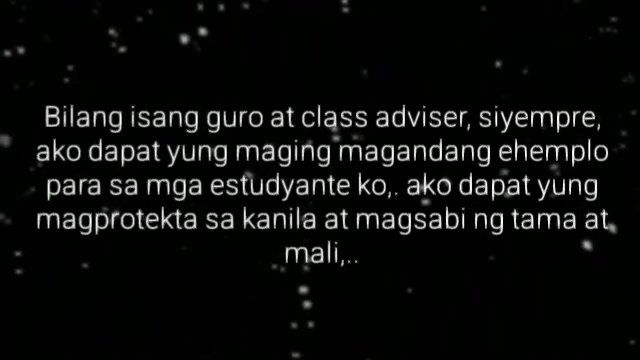 Bilang isang guro at class adviser, siyempre,
ako dapat yung maging magandang ehemplo
para sa mga estudyante ko,. ako dapat yung
magprotekta sa kanila at magsabi ng tama at
mali,..